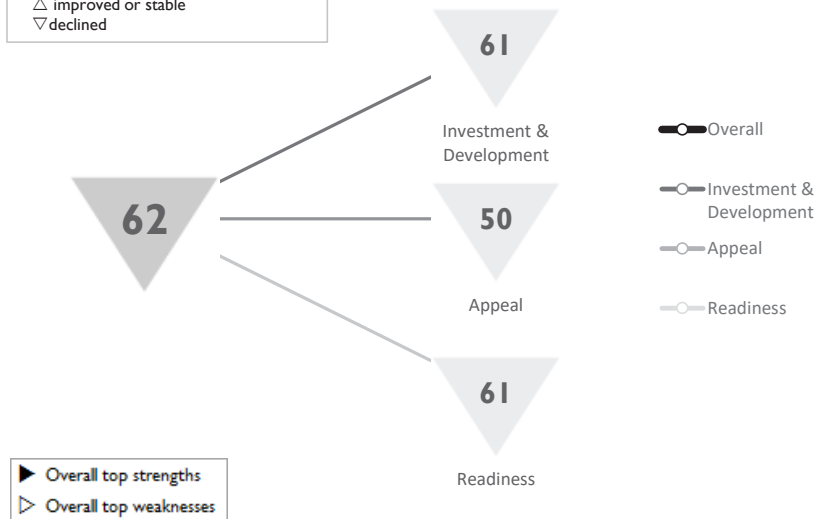 △ improved or stable
▽ declined
61
Investment &
Development
62
50
Appeal
61
Readiness
Overall
Investment &
Development
Appeal
Readiness
▶ Overall top strengths
▷ Overall top weaknesses